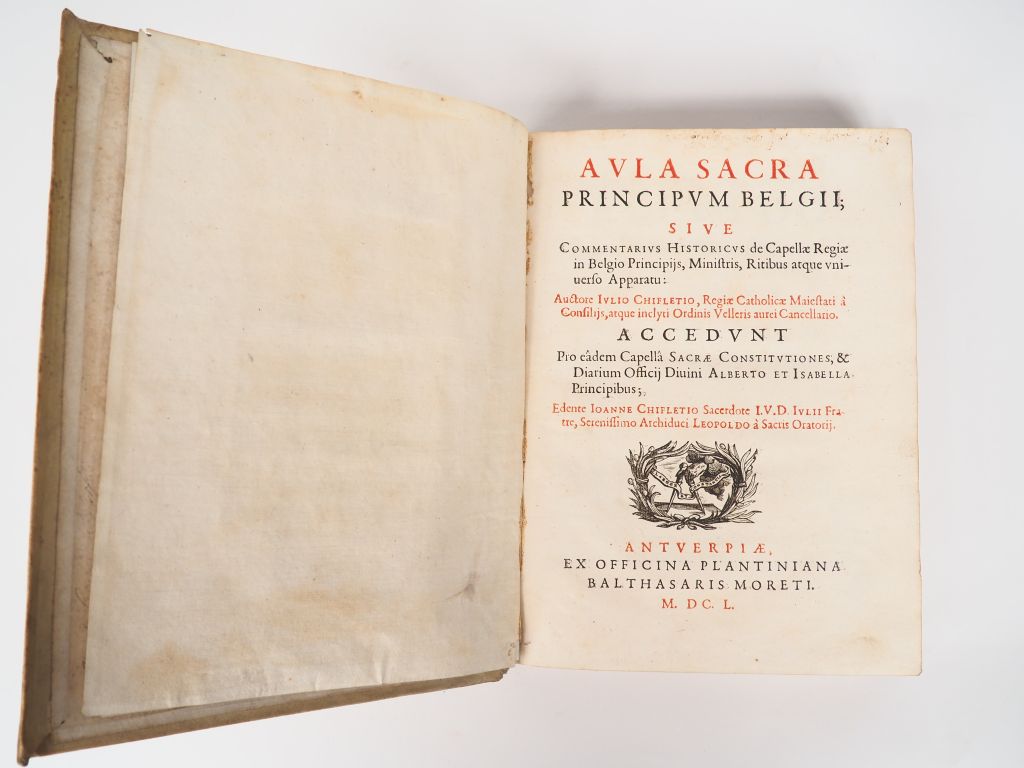 AVLA SACRA
PRINCIPVM BELGII;
SIVE
COMMENTARIVS HISTORICVS de Capellæ Regiæ
in Belgio Principijs, Miniſtris, Ritibus atque vni-
uerſo Apparatu:
Auctore IVLIO CHIFLETIO, Regiæ Catholicæ Maieſtati à
Conſilijs, atque inclyti Ordinis Velleris aurei Cancellario.
ACCEDVNT
Pro eâdem Capellâ SACRÆ CONSTITVTIONES, &
Diarium Officij Diuini ALBERTO ET ISABELLA
Principibus;
Edente IOANNE CHIFLETIO Sacerdote I.V.D. IVLII Fra-
tre, Sereniſſimo Archiduci LEOPOLDO à Sacris Oratorij.
ANTVERPIÆ,
EX OFFICINA PLANTINIANA
BALTHASARIS MORETI.
M. DC. L.